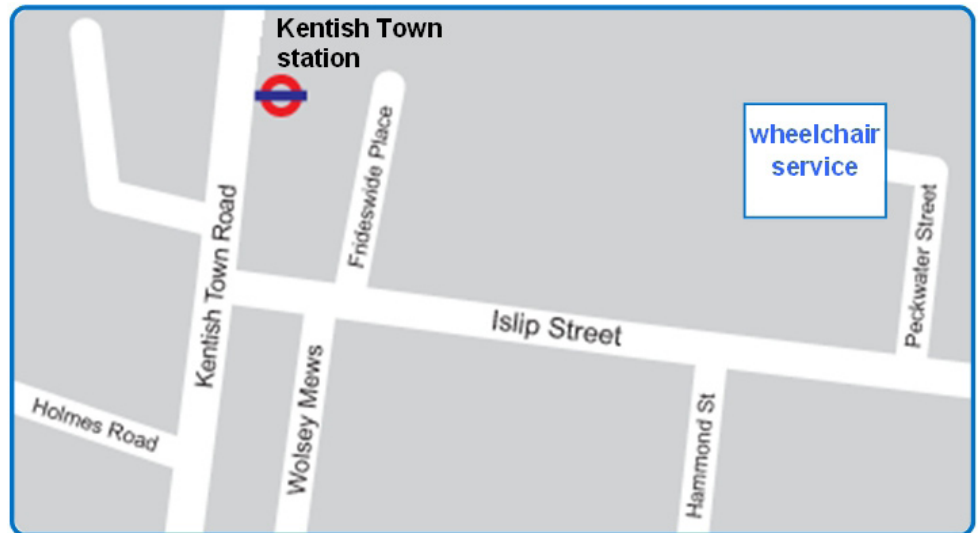 Kentish Town
station
wheelchair
service
Frideswide Place
Peckwater Street
Kentish Town Road
Islip Street
Wolsey Mews
Holmes Road
Hammond St